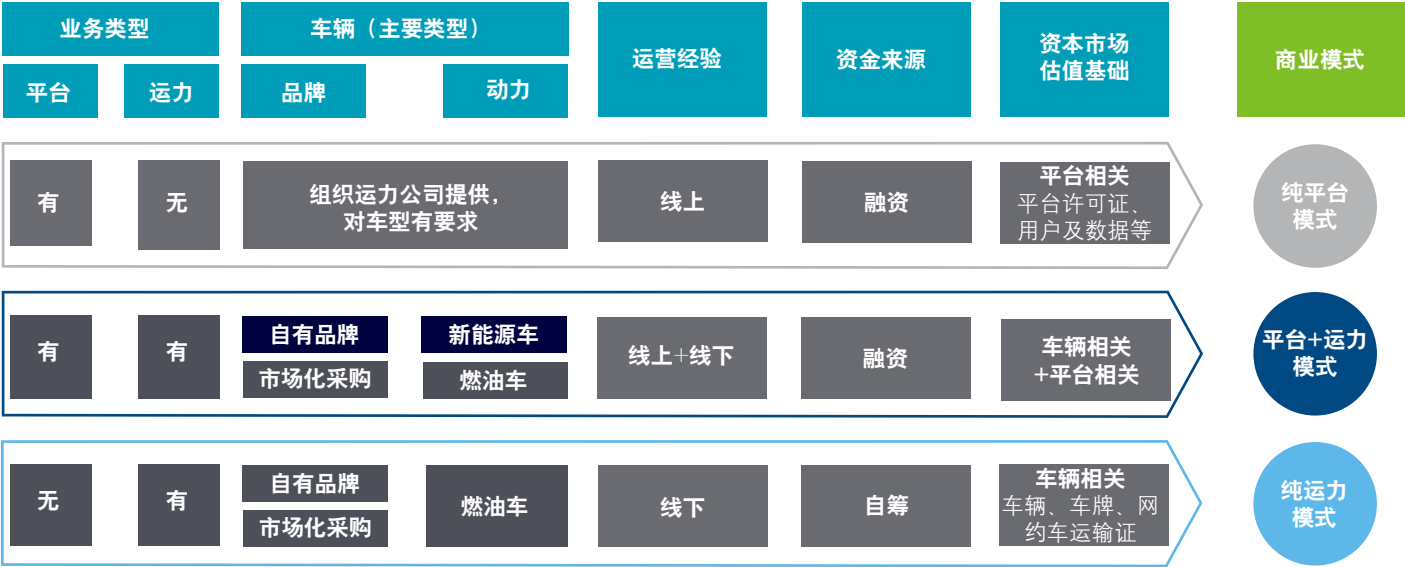 业务类型
车辆（主要类型）
运营经验
资金来源
资本市场
估值基础
商业模式
平台
运力
品牌
动力
有
无
组织运力公司提供，
对车型有要求
线上
融资
平台相关
平台许可证、
用户及数据等
纯平台
模式
有
有
自有品牌
市场化采购
新能源车
燃油车
线上+线下
融资
车辆相关
+平台相关
平台+运力
模式
无
有
自有品牌
市场化采购
燃油车
线下
自筹
车辆相关
车辆、车牌、网
约车运输证
纯运力
模式